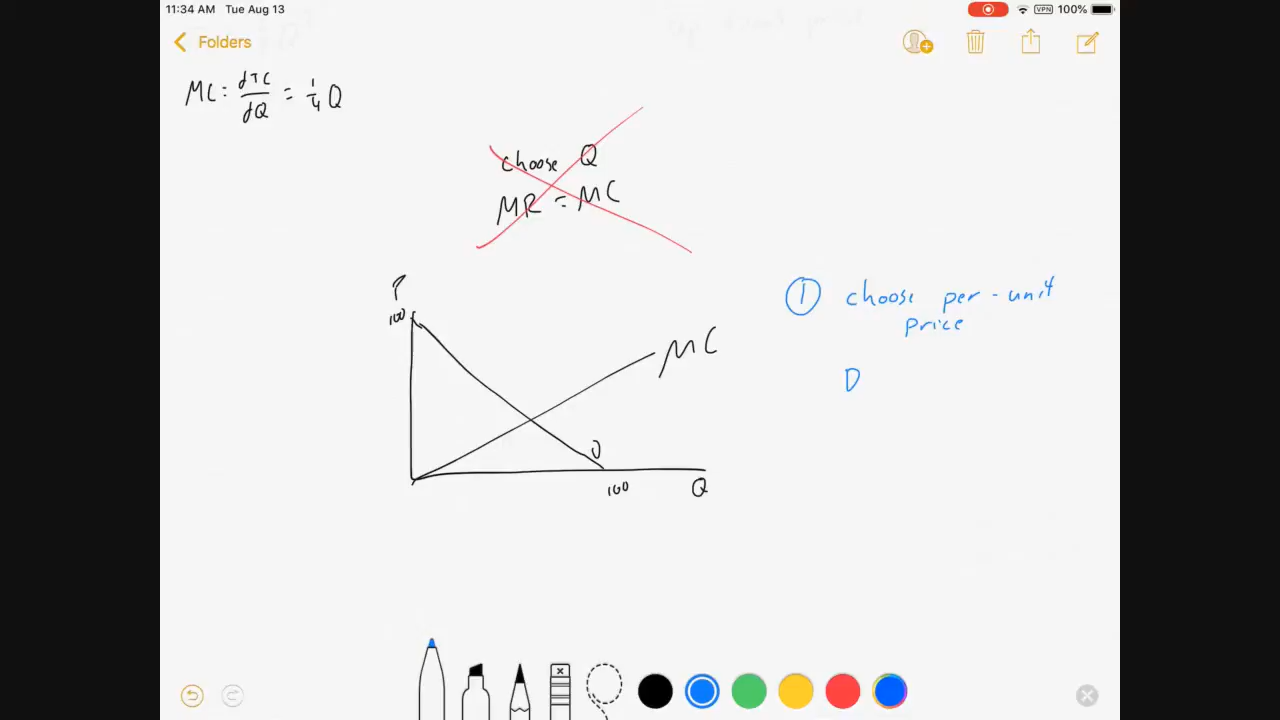 11:34 AM Tue Aug 13
VPN 100%
Folders
MC = dTC/dQ = 1/4 Q
choose Q
MR = MC
P
100
MC
D
100
Q
① choose per-unit
price
D